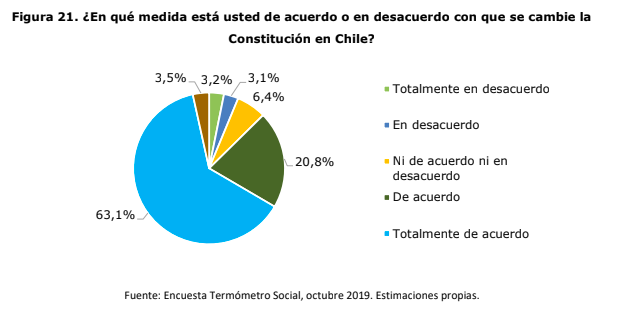 Figura 21. ¿En qué medida está usted de acuerdo o en desacuerdo con que se cambie la
Constitución en Chile?
3,5%
3,2%
3,1%
6,4%
20,8%
63,1%
Totalmente en desacuerdo
En desacuerdo
Ni de acuerdo ni en
desacuerdo
De acuerdo
Totalmente de acuerdo
Fuente: Encuesta Termómetro Social, octubre 2019. Estimaciones propias.